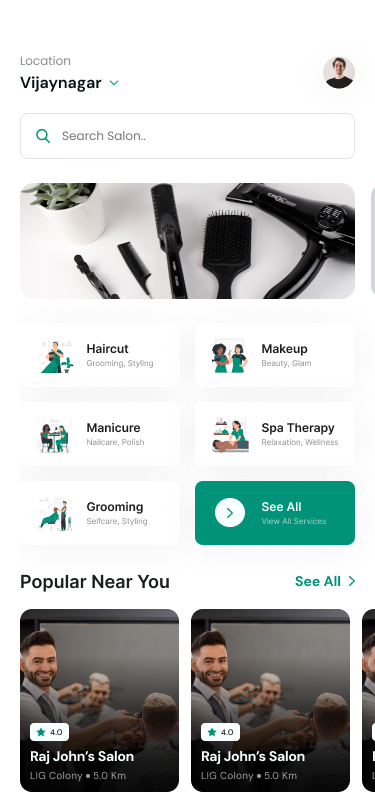 Location
Vijaynagar
Search Salon..
Haircut
Grooming, Styling
Makeup
Beauty, Glam
Manicure
Nailcare, Polish
Spa Therapy
Relaxation, Wellness
Grooming
Selfcare, Styling
See All
View All Services
Popular Near You
See All
4.0
Raj John's Salon
LIG Colony • 5.0 Km
4.0
Raj John's Salon
LIG Colony • 5.0 Km